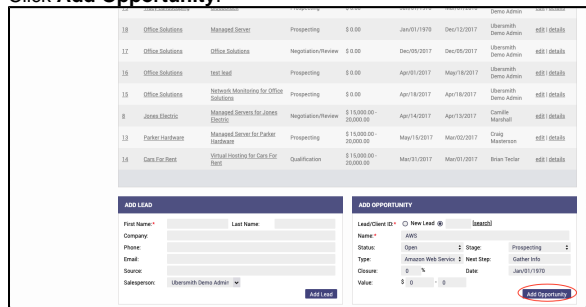 Click Add Opportunity.
18 Office Solutions Managed Server Prospecting $ 0.00 Jan/01/1970 Dec/12/2017 Ubersmith Demo Admin edit | details
17 Office Solutions Office Solutions Negotiation/Review $ 0.00 Dec/05/2017 Dec/05/2017 Ubersmith Demo Admin edit | details
16 Office Solutions test lead Prospecting $ 0.00 Apr/01/2017 May/18/2017 Ubersmith Demo Admin edit | details
15 Office Solutions Network Monitoring for Office Solutions Prospecting $ 0.00 Apr/18/2017 Apr/18/2017 Ubersmith Demo Admin edit | details
8 Jones Electric Managed Servers for Jones Electric Negotiation/Review $ 15,000.00 - 20,000.00 Apr/14/2017 Apr/13/2017 Camille Marshall edit | details
13 Parker Hardware Managed Server for Parker Hardware Prospecting $ 15,000.00 - 20,000.00 May/15/2017 Mar/02/2017 Craig Masterson edit | details
14 Cars For Rent Virtual Hosting for Cars For Rent Qualification $ 15,000.00 - 20,000.00 Mar/31/2017 Mar/01/2017 Brian Teclar edit | details
ADD LEAD
First Name:* Last Name:
Company:
Phone:
Email:
Source:
Salesperson: Ubersmith Demo Admir
Add Lead
ADD OPPORTUNITY
Lead/Client ID:* New Lead [search]
Name:* AWS
Status: Open Stage: Prospecting
Type: Amazon Web Service Next Step: Gather Info
Closure: 0 % Date: Jan/01/1970
Value: $ 0 - 0
Add Opportunity